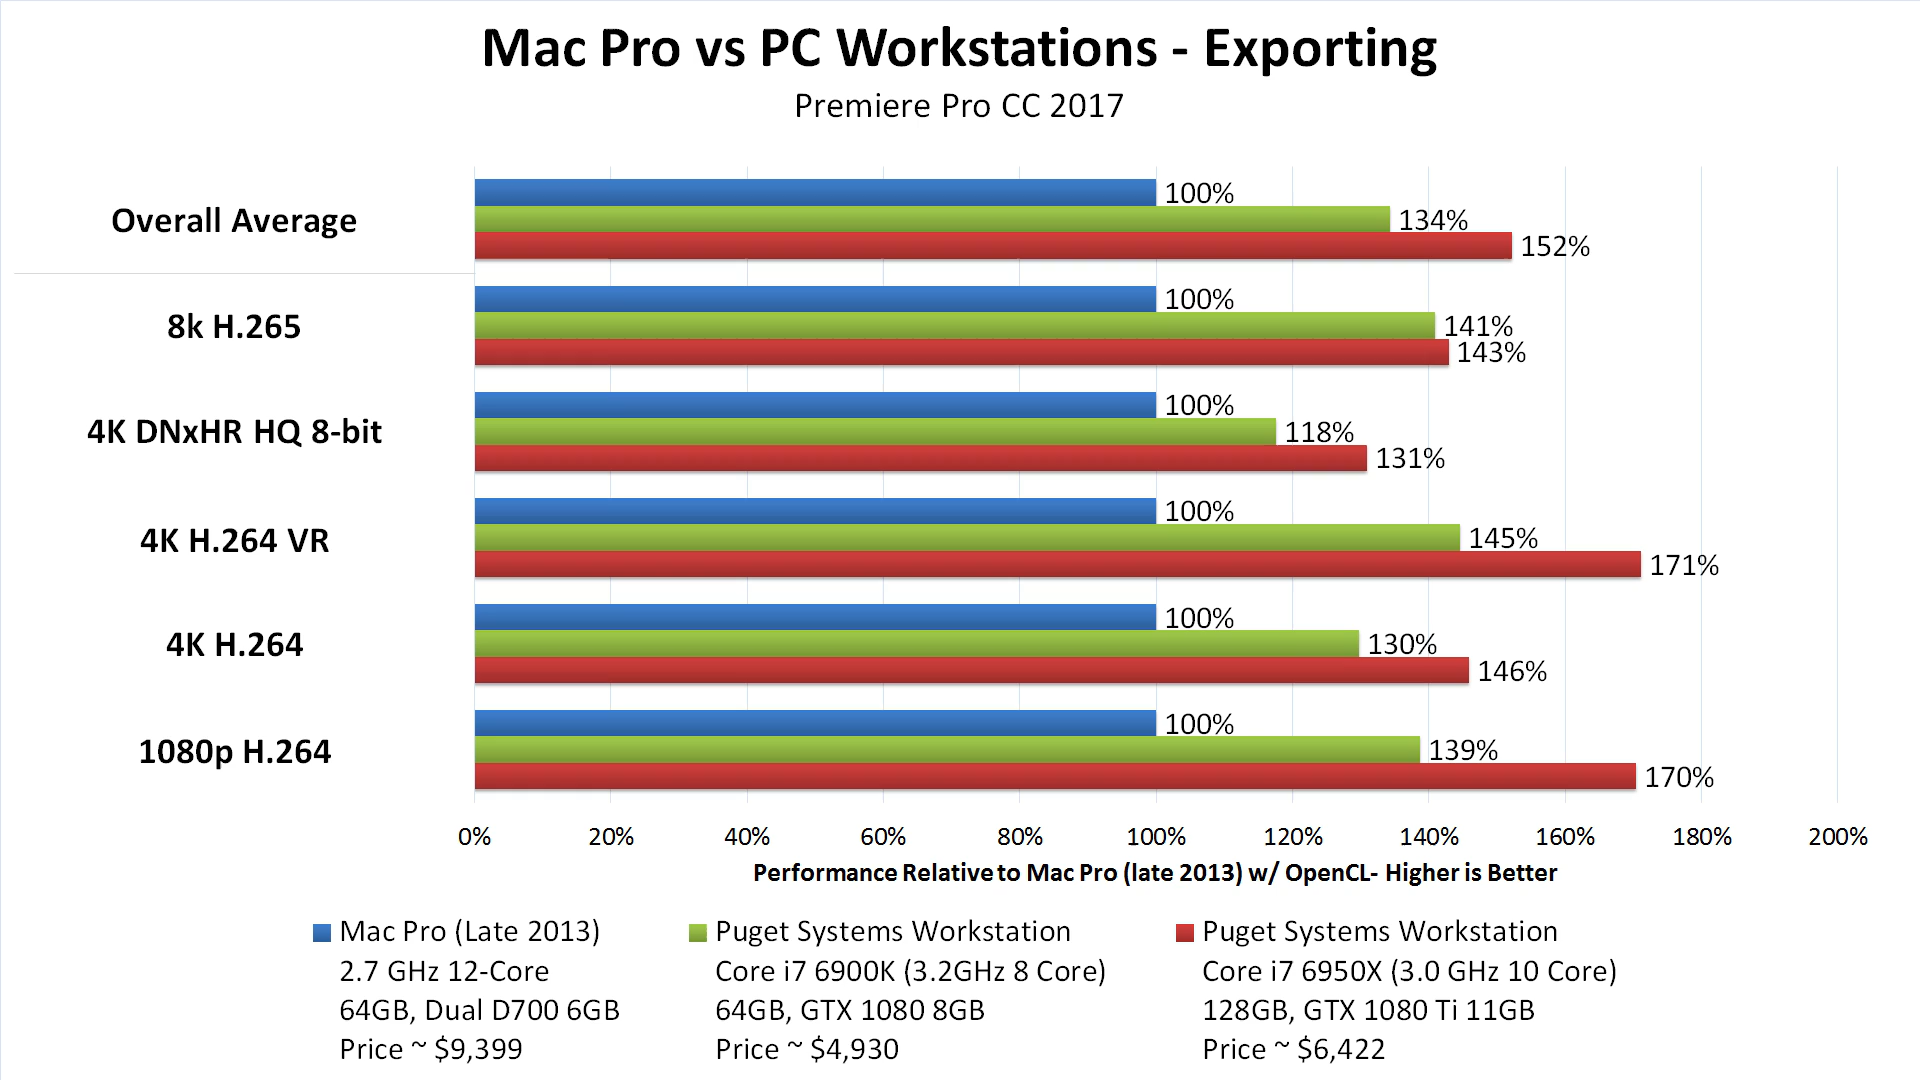 Mac Pro vs PC Workstations - Exporting
Premiere Pro CC 2017
Overall Average
100%
134%
152%
8k H.265
100%
141%
143%
4K DNxHR HQ 8-bit
100%
118%
131%
4K H.264 VR
100%
145%
171%
4K H.264
100%
130%
146%
1080p H.264
100%
139%
170%
0% 20% 40% 60% 80% 100% 120% 140% 160% 180% 200%
Performance Relative to Mac Pro (late 2013) w/ OpenCL- Higher is Better
Mac Pro (Late 2013)
2.7 GHz 12-Core
64GB, Dual D700 6GB
Price ~ $9,399
Puget Systems Workstation
Core i7 6900K (3.2GHz 8 Core)
64GB, GTX 1080 8GB
Price ~ $4,930
Puget Systems Workstation
Core i7 6950X (3.0 GHz 10 Core)
128GB, GTX 1080 Ti 11GB
Price ~ $6,422